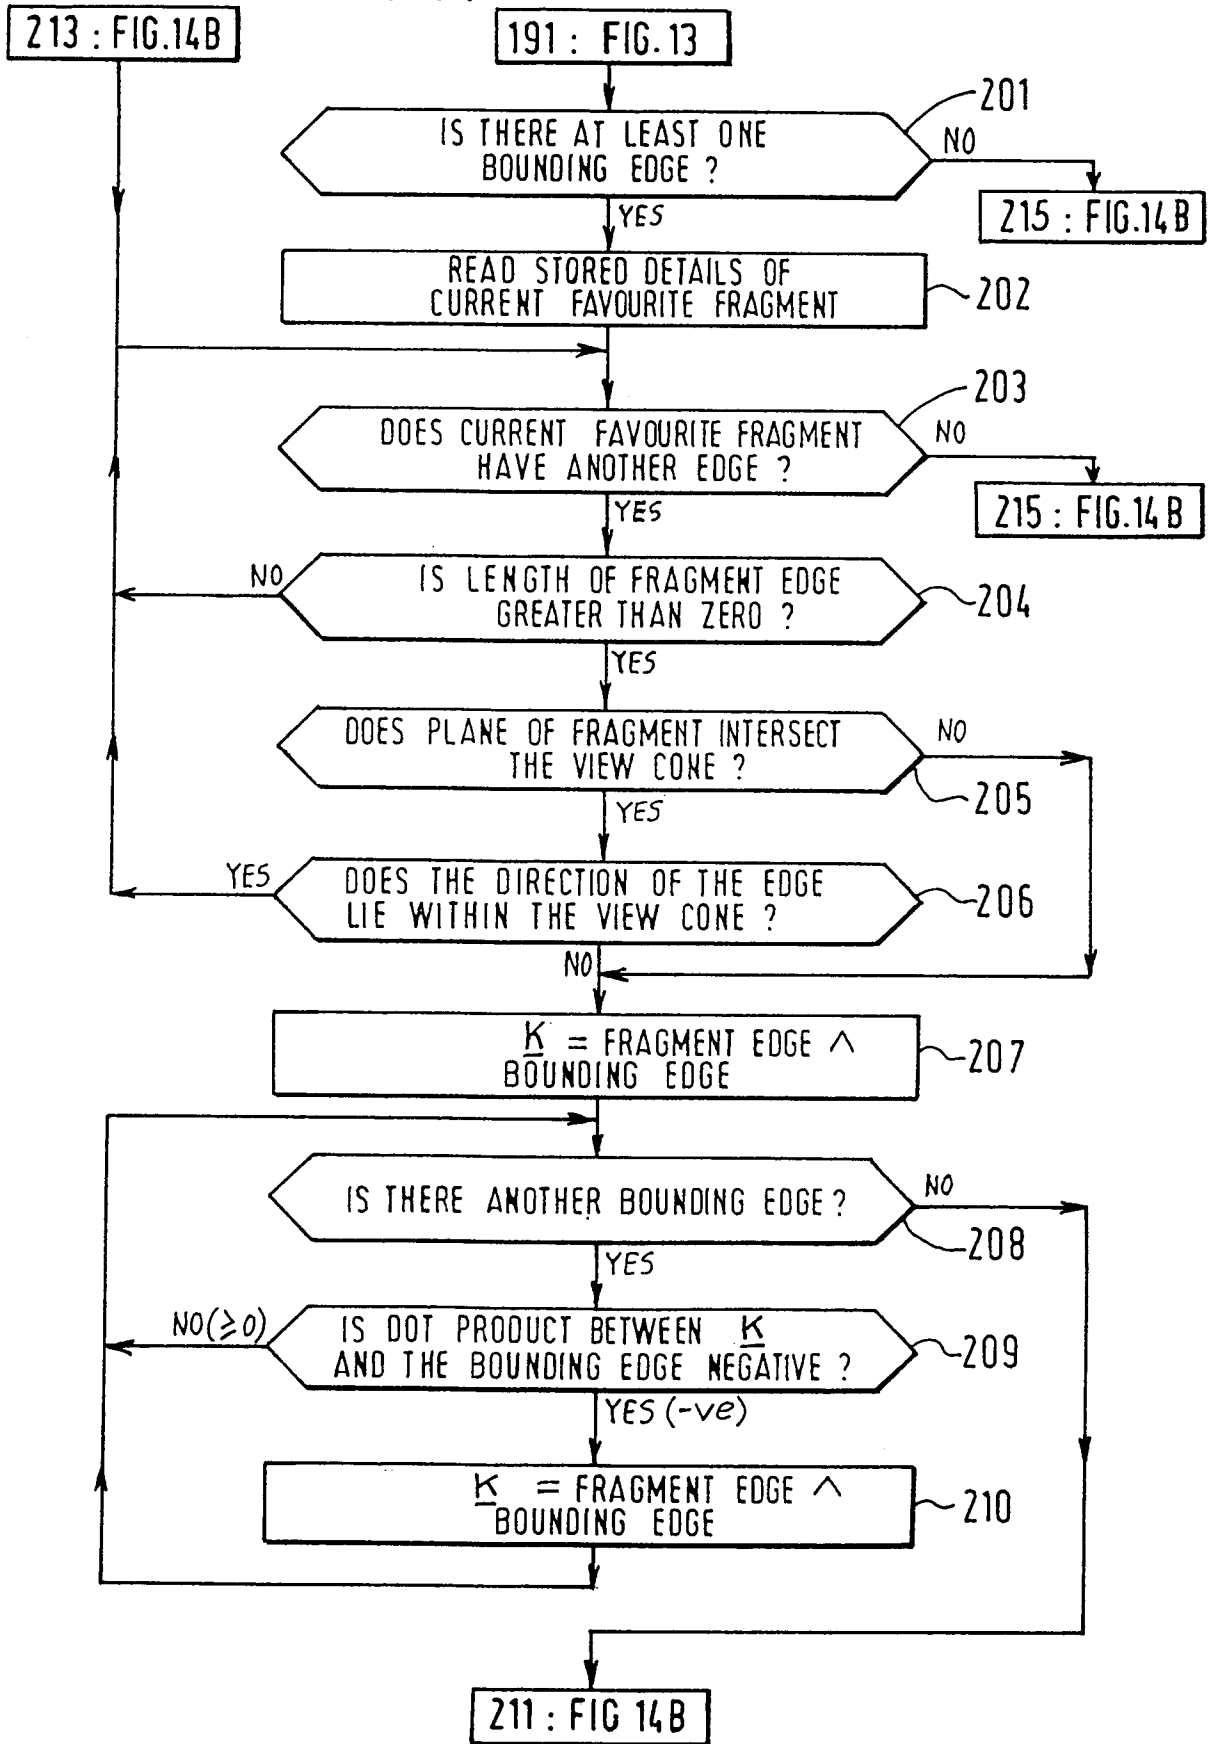 213 : FIG.14B
191 : FIG. 13
201
IS THERE AT LEAST ONE
BOUNDING EDGE ?
NO
215 : FIG.14B
YES
READ STORED DETAILS OF
CURRENT FAVOURITE FRAGMENT
202
203
DOES CURRENT FAVOURITE FRAGMENT
HAVE ANOTHER EDGE ?
NO
215 : FIG.14B
YES
NO
IS LENGTH OF FRAGMENT EDGE
GREATER THAN ZERO ?
204
YES
DOES PLANE OF FRAGMENT INTERSECT
THE VIEW CONE ?
NO
205
YES
YES
DOES THE DIRECTION OF THE EDGE
LIE WITHIN THE VIEW CONE ?
206
NO
K = FRAGMENT EDGE ∧
BOUNDING EDGE
207
IS THERE ANOTHER BOUNDING EDGE?
NO
208
YES
NO(≥0)
IS DOT PRODUCT BETWEEN K
AND THE BOUNDING EDGE NEGATIVE ?
209
YES (-ve)
K = FRAGMENT EDGE ∧
BOUNDING EDGE
210
211 : FIG 14B